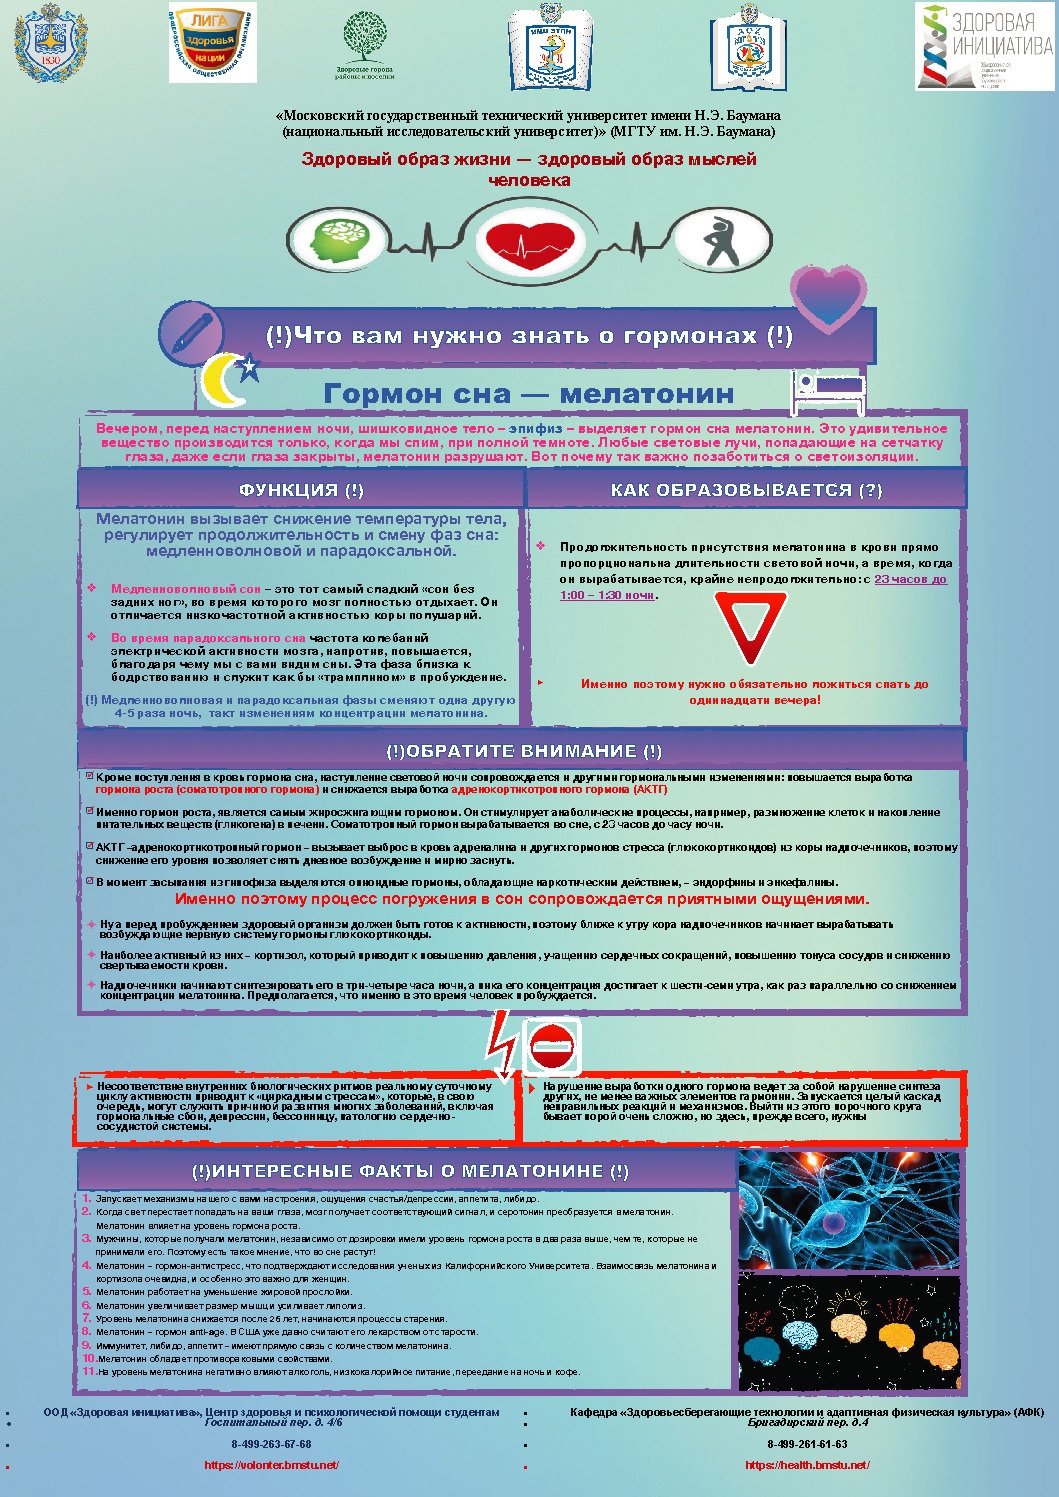 1830
ЛИГА
здоровья
нации
ОБЩЕРОССИЙСКАЯ ОБЩЕСТВЕННАЯ ОРГАНИЗАЦИЯ
Здоровые города
районы и поселки
ЗДОРОВАЯ
ИНИЦИАТИВА
«Московский государственный технический университет имени Н.Э. Баумана
(национальный исследовательский университет)» (МГТУ им. Н.Э. Баумана)
Здоровый образ жизни — здоровый образ мыслей
человека
(!)Что вам нужно знать о гормонах (!)
Гормон сна — мелатонин
Вечером, перед наступлением ночи, шишковидное тело – эпифиз – выделяет гормон сна мелатонин. Это удивительное
вещество производится только, когда мы спим, при полной темноте. Любые световые лучи, попадающие на сетчатку
глаза, даже если глаза закрыты, мелатонин разрушают. Вот почему так важно позаботиться о светоизоляции.
ФУНКЦИЯ (!)
Мелатонин вызывает снижение температуры тела,
регулирует продолжительность и смену фаз сна:
медленноволновой и парадоксальной.
❖ Медленноволновый сон – это тот самый сладкий «сон без
задних ног», во время которого мозг полностью отдыхает. Он
отличается низкочастотной активностью коры полушарий.
❖ Во время парадоксального сна частота колебаний
электрической активности мозга, напротив, повышается,
благодаря чему мы с вами видим сны. Эта фаза близка к
бодрствованию и служит как бы «трамплином» в пробуждение.
(!) Медленноволновая и парадоксальная фазы сменяют одна другую
4-5 раза ночь, такт изменениям концентрации мелатонина.
КАК ОБРАЗОВЫВАЕТСЯ (?)
❖ Продолжительность присутствия мелатонина в крови прямо
пропорциональна длительности световой ночи, а время, когда
он вырабатывается, крайне непродолжительно: с 23 часов до
1:00 – 1:30 ночи.
Именно поэтому нужно обязательно ложиться спать до
одиннадцати вечера!
(!)ОБРАТИТЕ ВНИМАНИЕ (!)
Кроме поступления в кровь гормона сна, наступление световой ночи сопровождается и другими гормональными изменениями: повышается выработка
гормона роста (соматотропного гормона) и снижается выработка адренокортикотропного гормона (АКТГ)
Именно гормон роста, является самым жиросжигающим гормоном. Он стимулирует анаболические процессы, например, размножение клеток и накопление
питательных веществ (гликогена) в печени. Соматотропный гормон вырабатывается во сне, с 23 часов до часу ночи.
АКТГ –адренокортикотропный гормон – вызывает выброс в кровь адреналина и других гормонов стресса (глюкокортикоидов) из коры надпочечников, поэтому
снижение его уровня позволяет снять дневное возбуждение и мирно заснуть.
В момент засыпания из гипофиза выделяются опиоидные гормоны, обладающие наркотическим действием, – эндорфины и энкефалины.
Именно поэтому процесс погружения в сон сопровождается приятными ощущениями.
Ну а перед пробуждением здоровый организм должен быть готов к активности, поэтому ближе к утру кора надпочечников начинает вырабатывать
возбуждающие нервную систему гормоны глюкокортикоиды.
Наиболее активный из них – кортизол, который приводит к повышению давления, учащению сердечных сокращений, повышению тонуса сосудов и снижению
свертываемости крови.
Надпочечники начинают синтезировать его в три-четыре часа ночи, а пика его концентрация достигает к шести-семи утра, как раз параллельно со снижением
концентрации мелатонина. Предполагается, что именно в это время человек пробуждается.
Несоответствие внутренних биологических ритмов реальному суточному
циклу активности приводит к «циркадным стрессам», которые, в свою
очередь, могут служить причиной развития многих заболеваний, включая
гормональные сбои, депрессии, бессонницу, патологию сердечно-
сосудистой системы.
Нарушение выработки одного гормона ведет за собой нарушение синтеза
других, не менее важных элементов гармонии. Запускается целый каскад
неправильных реакций и механизмов. Выйти из этого порочного круга
бывает порой очень сложно, но здесь, прежде всего, нужны
(!)ИНТЕРЕСНЫЕ ФАКТЫ О МЕЛАТОНИНЕ (!)
1. Запускает механизмы нашего с вами настроения, ощущения счастья/депрессии, аппетита, либидо.
2. Когда свет перестает попадать на ваши глаза, мозг получает соответствующий сигнал, и серотонин преобразуется в мелатонин.
Мелатонин влияет на уровень гормона роста.
3. Мужчины, которые получали мелатонин, независимо от дозировки имели уровень гормона роста в два раза выше, чем те, которые не
принимали его. Поэтому есть такое мнение, что во сне растут!
4. Мелатонин – гормон-антистресс, что подтверждают исследования ученых из Калифорнийского Университета. Взаимосвязь мелатонина и
кортизола очевидна, и особенно это важно для женщин.
5. Мелатонин работает на уменьшение жировой прослойки.
6. Мелатонин увеличивает размер мышц и усиливает липолиз.
7. Уровень мелатонина снижается после 26 лет, начинаются процессы старения.
8. Мелатонин – гормон anti-age. В США уже давно считают его лекарством от старости.
9. Иммунитет, либидо, аппетит – имеют прямую связь с количеством мелатонина.
10.Мелатонин обладает противораковыми свойствами.
11.На уровень мелатонина негативно влияют алкоголь, низкокалорийное питание, переедание на ночь и кофе.
• ООД «Здоровая инициатива», Центр здоровья и психологической помощи студентам
• Госпитальный пер. д. 4/6
• 8-499-263-67-68
• https://volonter.bmstu.net/
• Кафедра «Здоровьесберегающие технологии и адаптивная физическая культура» (АФК)
Бригадирский пер. д.4
• 8-499-261-61-63
• https://health.bmstu.net/